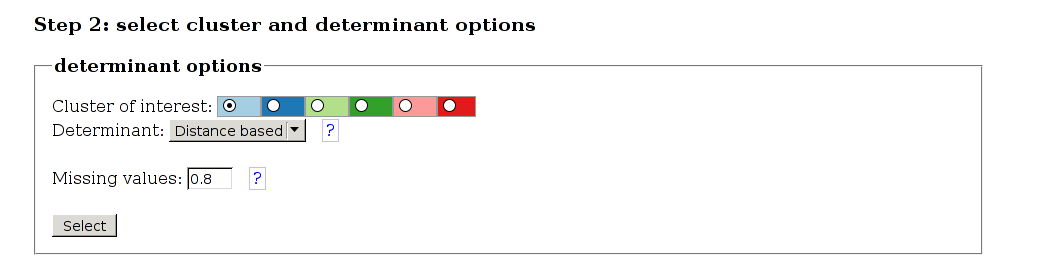 Step 2: select cluster and determinant options
determinant options
Cluster of interest:
Determinant: Distance based ?
Missing values: 0.8 ?
Select